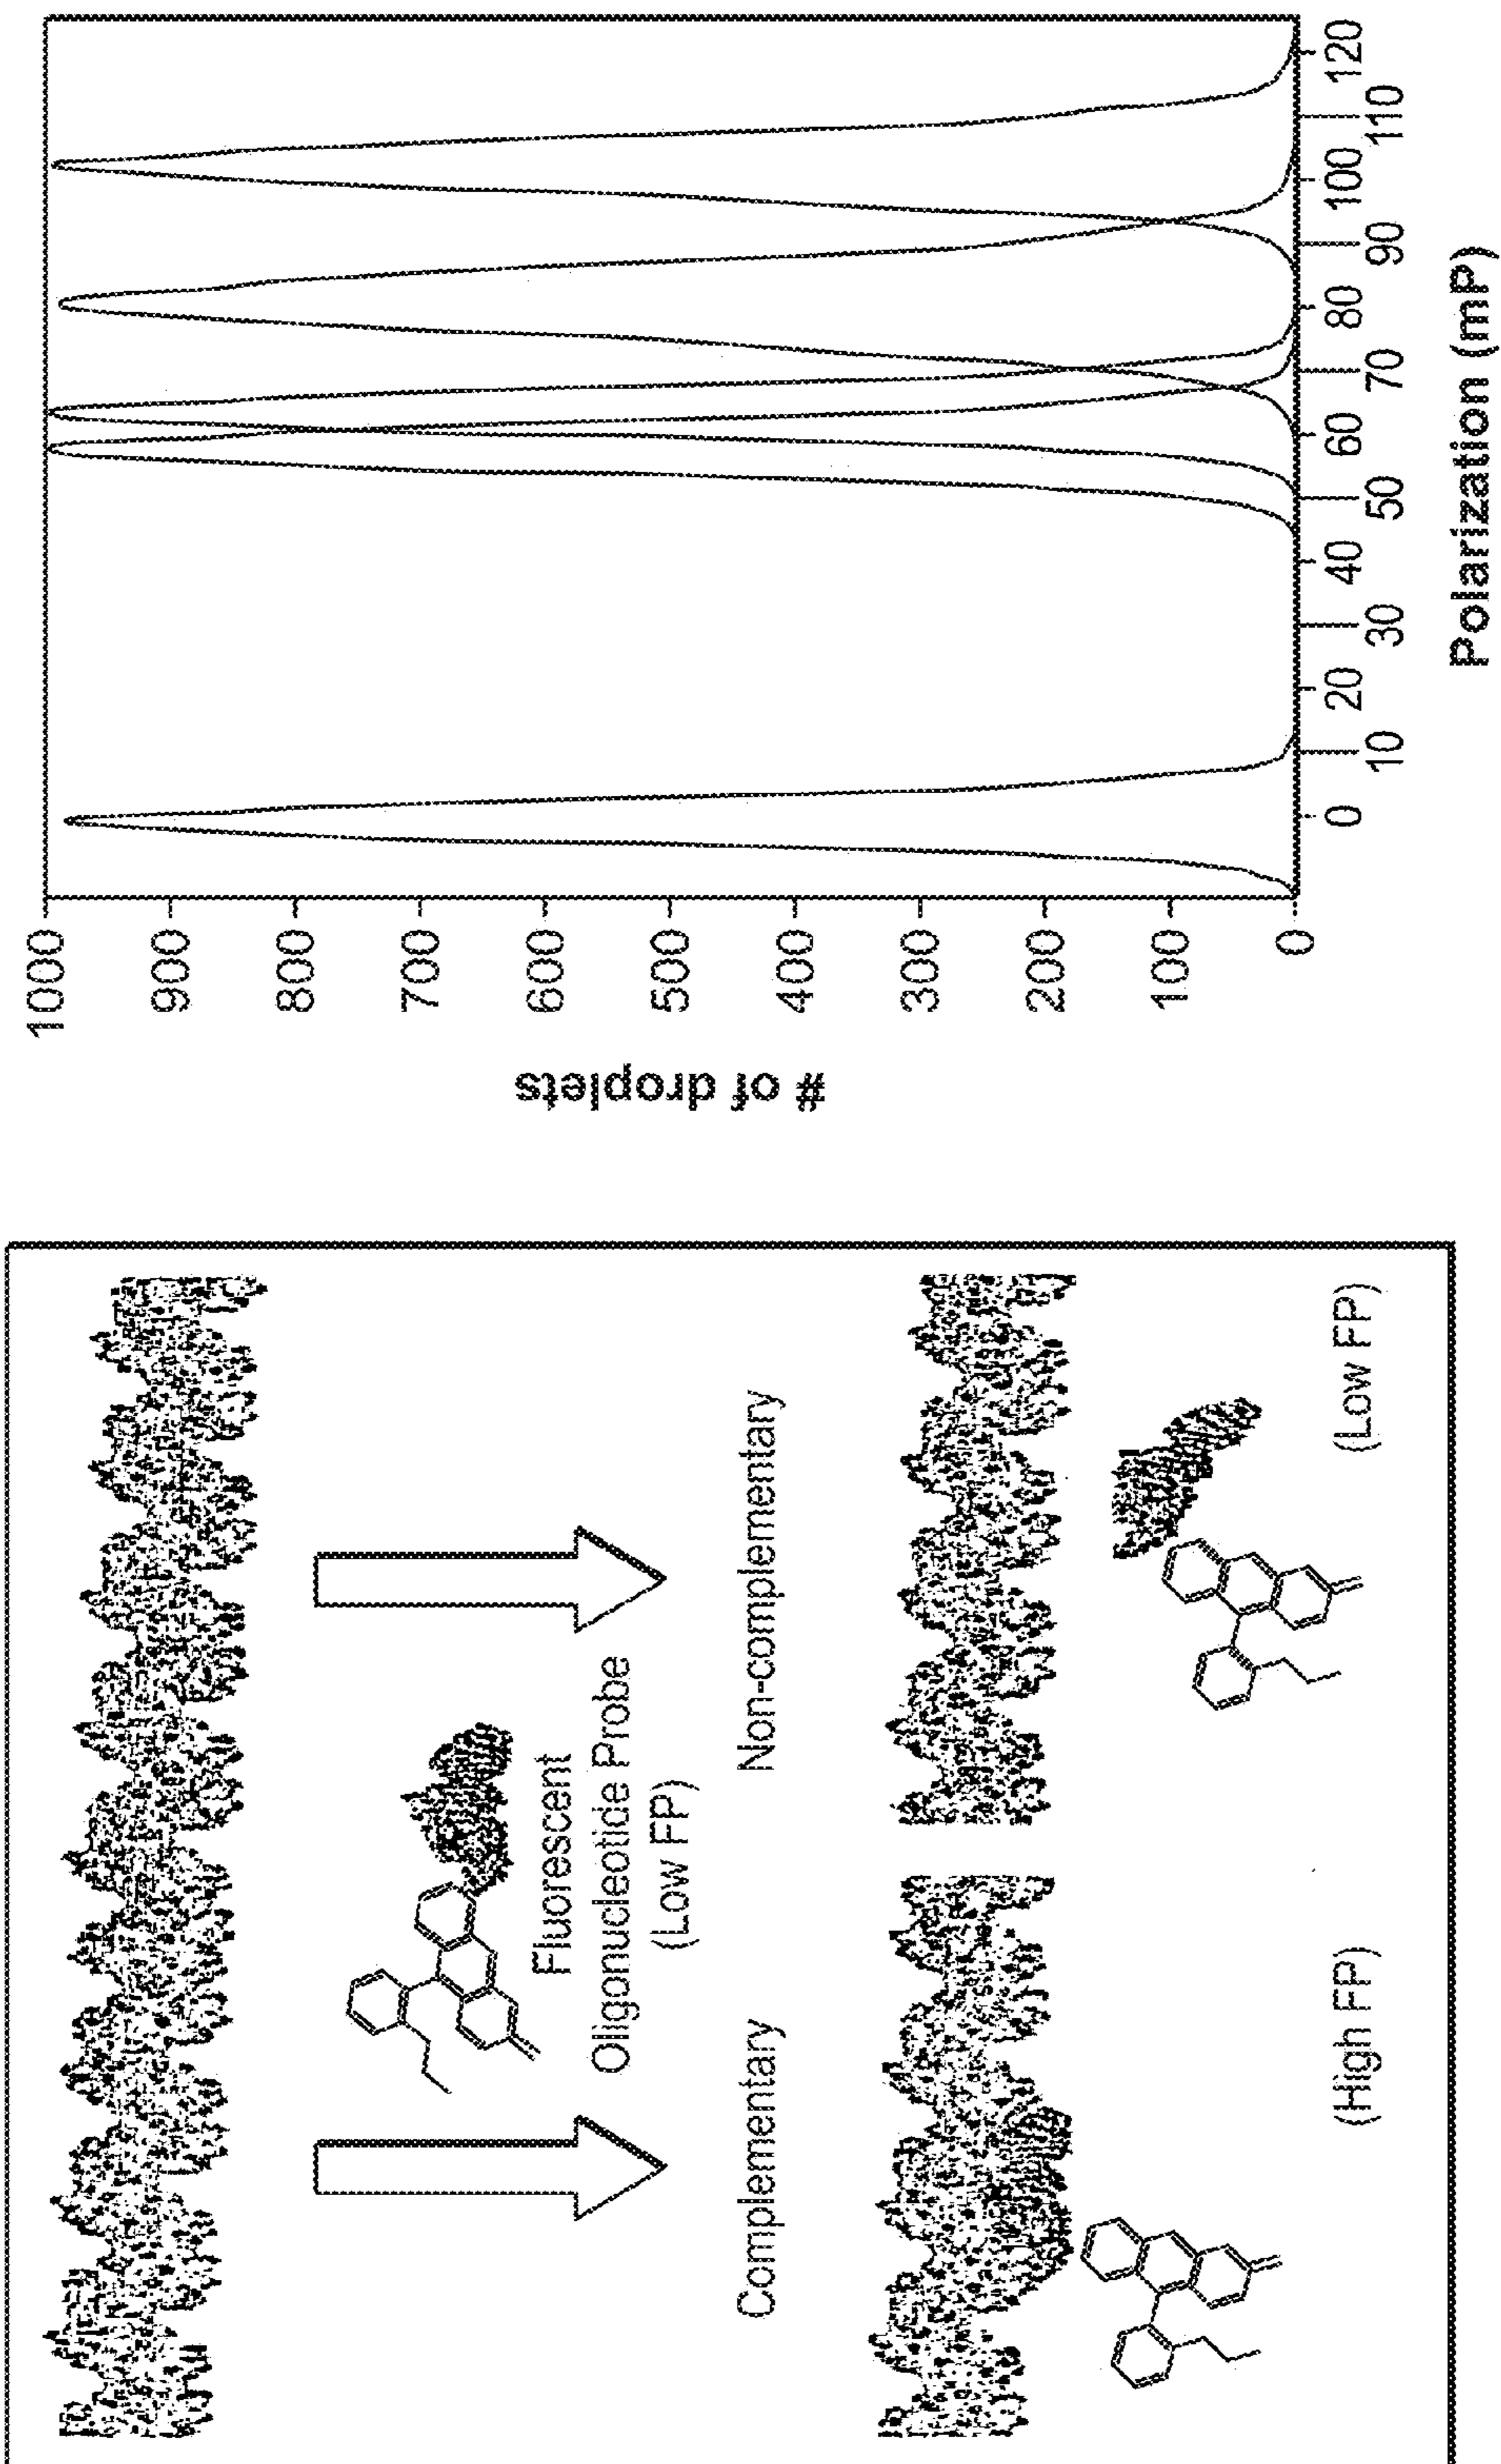 Fluorescent
Oligonucleotide Probe
(Low FP)
Complementary
Non-complementary
(High FP)
(Low FP)
# of droplets
1000
900
800
700
600
500
400
300
200
100
0
0
10
20
30
40
50
60
70
80
90
100
110
120
Polarization (mP)